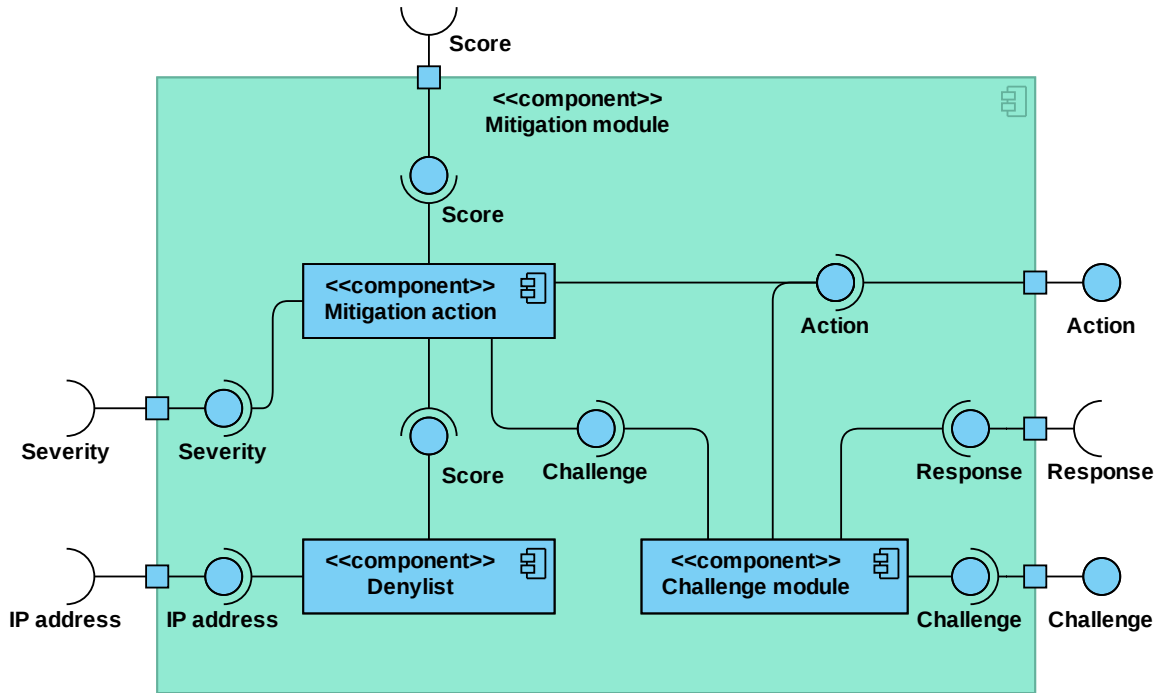 Score
<<component>>
Mitigation module
Score
<<component>>
Mitigation action
Action
Action
Severity
Severity
Score
Challenge
Response
Response
<<component>>
Denylist
<<component>>
Challenge module
IP address
IP address
Challenge
Challenge